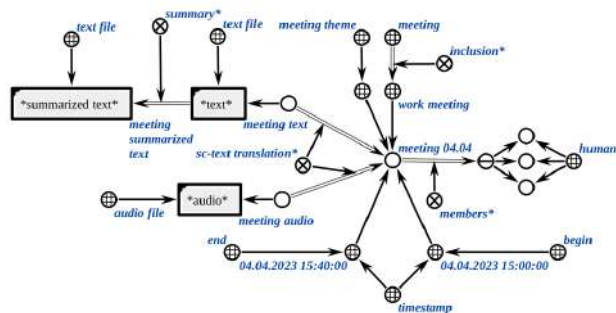 text file
summary*
text file
meeting theme
meeting
inclusion*
*summarized text*
*text*
work meeting
meeting
summarized
text
meeting text
meeting 04.04
human
sc-text translation*
*audio*
audio file
meeting audio
members*
end
begin
04.04.2023 15:40:00
04.04.2023 15:00:00
timestamp